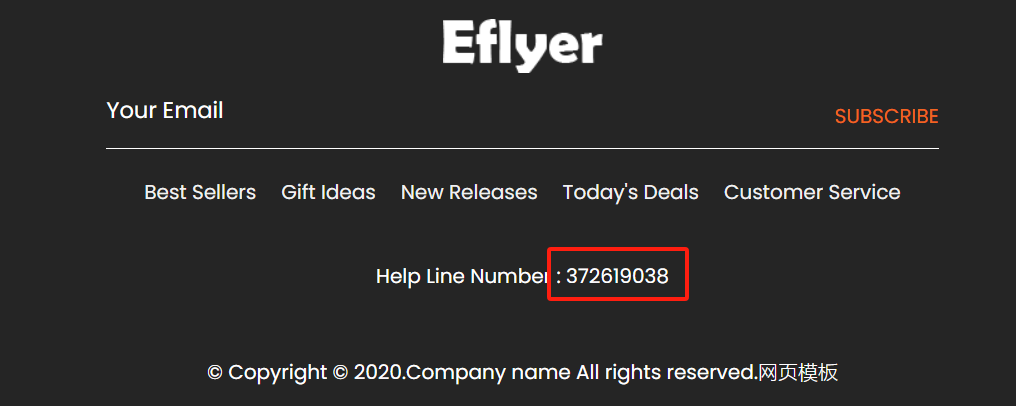 Eflyer
Your Email
SUBSCRIBE
Best Sellers Gift Ideas New Releases Today's Deals Customer Service
Help Line Number : 372619038
© Copyright © 2020.Company name All rights reserved.网页模板